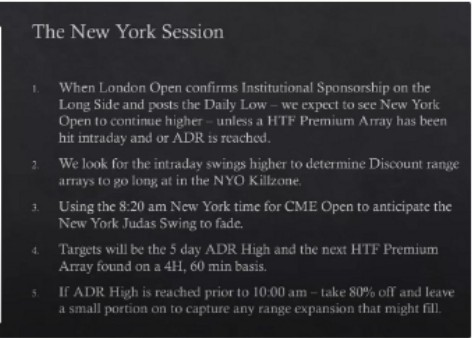 The New York Session
1. When London Open confirms Institutional Sponsorship on the
Long Side and posts the Daily Low – we expect to see New York
Open to continue higher – unless a HTF Premium Array has been
hit intraday and or ADR is reached.
2. We look for the intraday swings higher to determine Discount range
arrays to go long at in the NYO Killzone.
3. Using the 8:20 am New York time for CME Open to anticipate the
New York Judas Swing to fade.
4. Targets will be the 5 day ADR High and the next HTF Premium
Array found on a 4H, 60 min basis.
5. If ADR High is reached prior to 10:00 am – take 80% off and leave
a small portion on to capture any range expansion that might fill.